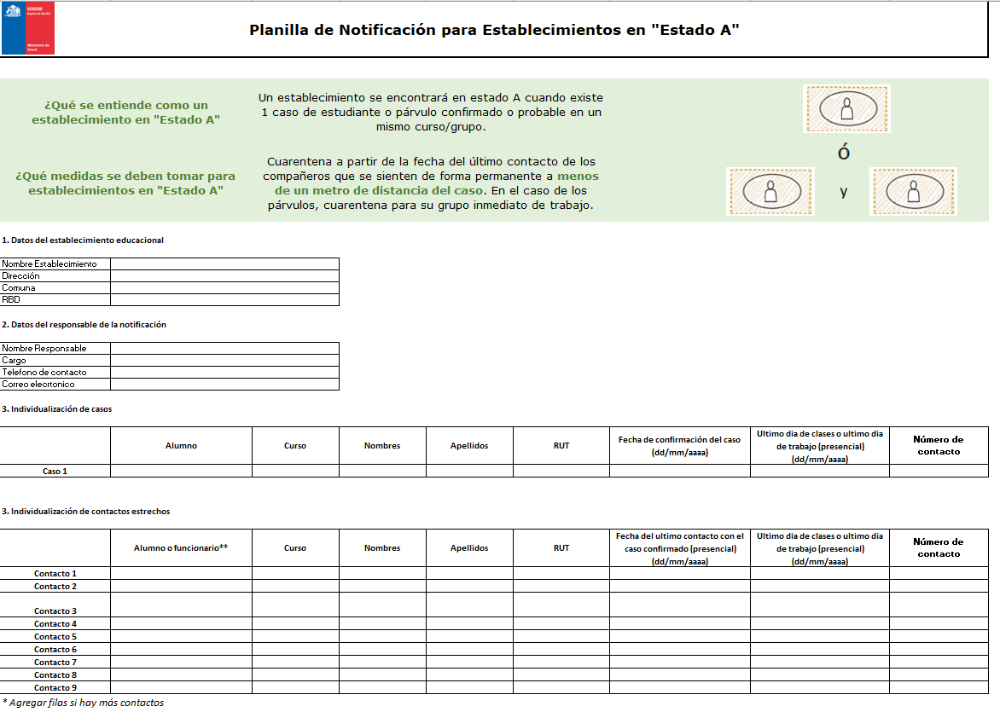 SEREMI
Región del Bío Bío
Ministerio de
Salud
Planilla de Notificación para Establecimientos en "Estado A"
¿Qué se entiende como un
establecimiento en "Estado A"
Un establecimiento se encontrará en estado A cuando existe
1 caso de estudiante o párvulo confirmado o probable en un
mismo curso/grupo.
Ó
¿Qué medidas se deben tomar para
establecimientos en "Estado A"
Cuarentena a partir de la fecha del último contacto de los
compañeros que se sienten de forma permanente a menos
de un metro de distancia del caso. En el caso de los
párvulos, cuarentena para su grupo inmediato de trabajo.
y
1. Datos del establecimiento educacional
Nombre Establecimiento
Dirección
Comuna
RBD
2. Datos del responsable de la notificación
Nombre Responsable
Cargo
Telefono de contacto
Correo elecrtonico
3. Individualización de casos
Alumno
Curso
Nombres
Apellidos
RUT
Fecha de confirmación del caso
(dd/mm/aaaa)
Ultimo dia de clases o ultimo dia
de trabajo (presencial)
(dd/mm/aaaa)
Número de
contacto
Caso 1
3. Individualización de contactos estrechos
Alumno o funcionario**
Curso
Nombres
Apellidos
RUT
Fecha del ultimo contacto con el
caso confirmado (presencial)
(dd/mm/aaaa)
Ultimo dia de clases o ultimo dia
de trabajo (presencial)
(dd/mm/aaaa)
Número de
contacto
Contacto 1
Contacto 2
Contacto 3
Contacto 4
Contacto 5
Contacto 6
Contacto 7
Contacto 8
Contacto 9
* Agregar filas si hay más contactos